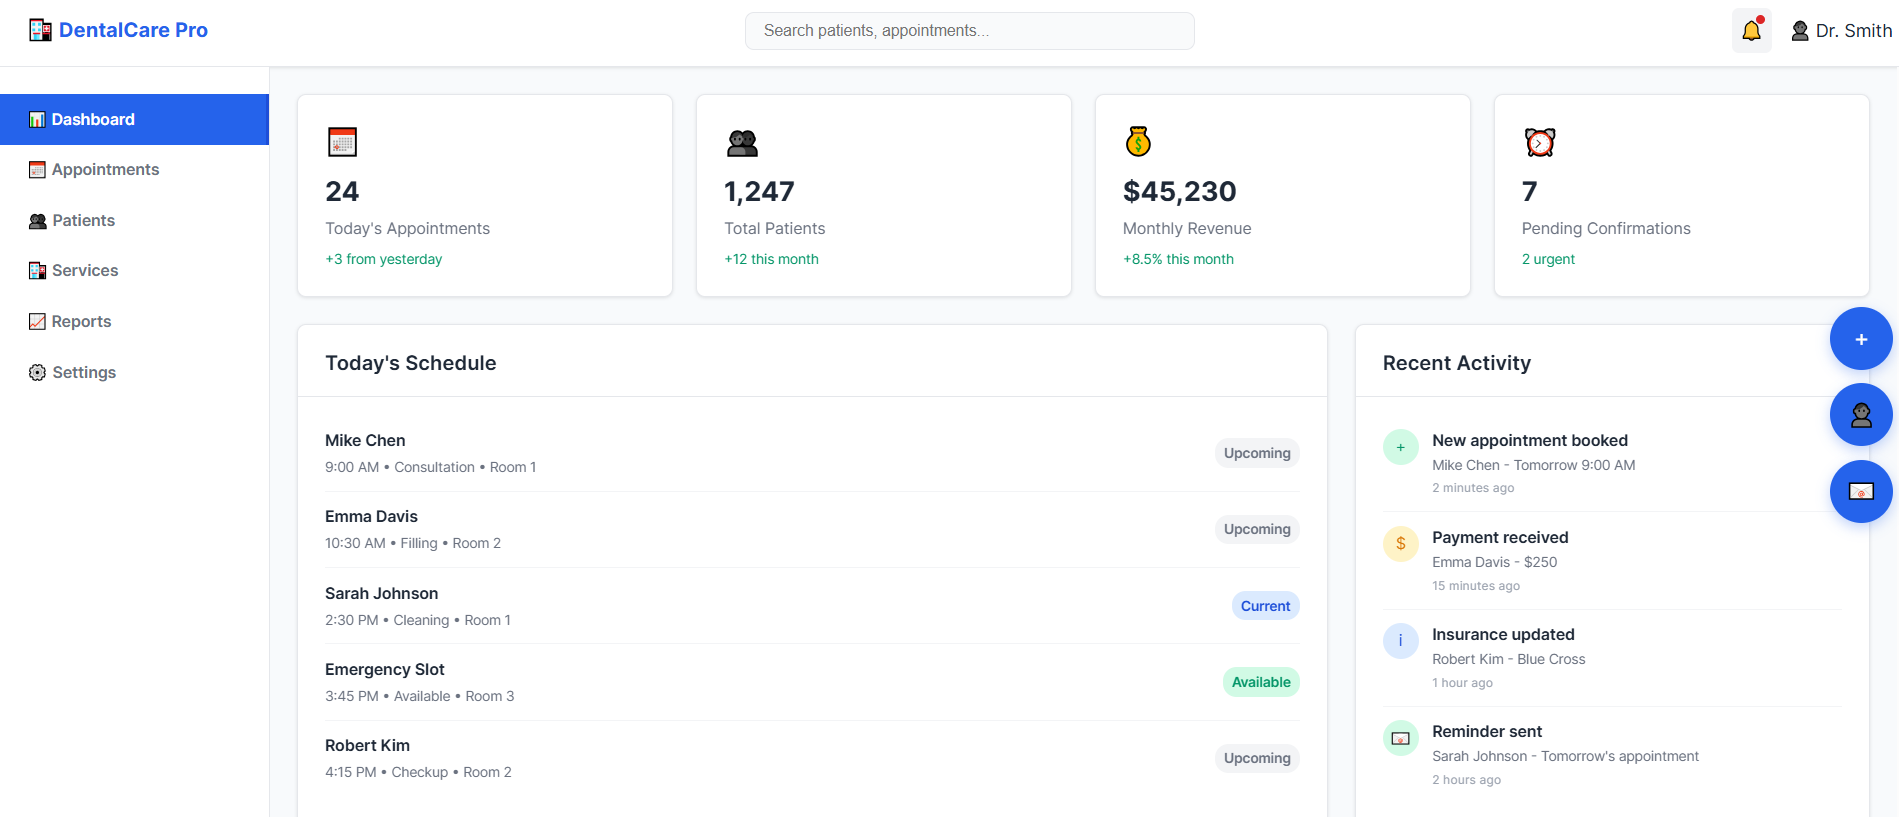 DentalCare Pro
Search patients, appointments...
Dr. Smith
Dashboard
Appointments
Patients
Services
Reports
Settings
24
Today's Appointments
+3 from yesterday
1,247
Total Patients
+12 this month
$45,230
Monthly Revenue
+8.5% this month
7
Pending Confirmations
2 urgent
Today's Schedule
Mike Chen
9:00 AM • Consultation • Room 1
Upcoming
Emma Davis
10:30 AM • Filling • Room 2
Upcoming
Sarah Johnson
2:30 PM • Cleaning • Room 1
Current
Emergency Slot
3:45 PM • Available • Room 3
Available
Robert Kim
4:15 PM • Checkup • Room 2
Upcoming
Recent Activity
+
New appointment booked
Mike Chen - Tomorrow 9:00 AM
2 minutes ago
$
Payment received
Emma Davis - $250
15 minutes ago
i
Insurance updated
Robert Kim - Blue Cross
1 hour ago
Reminder sent
Sarah Johnson - Tomorrow's appointment
2 hours ago
+